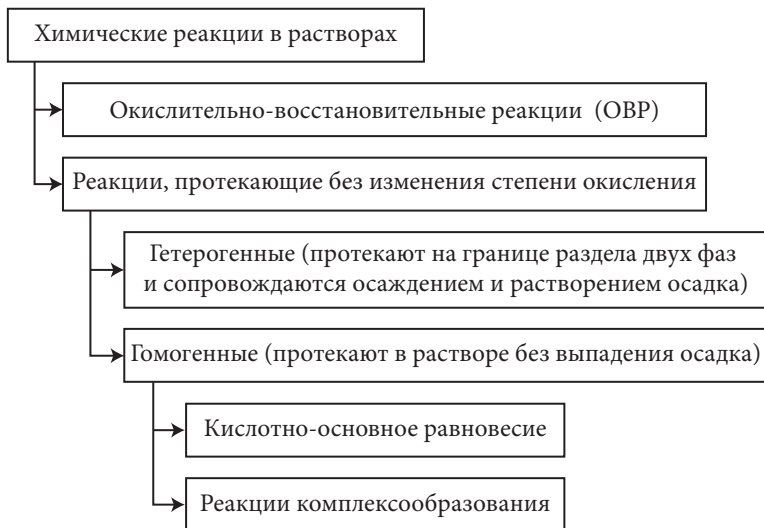 Химические реакции в растворах
Окислительно-восстановительные реакции (ОВР)
Реакции, протекающие без изменения степени окисления
Гетерогенные (протекают на границе раздела двух фаз
и сопровождаются осаждением и растворением осадка)
Гомогенные (протекают в растворе без выпадения осадка)
Кислотно-основное равновесие
Реакции комплексообразования